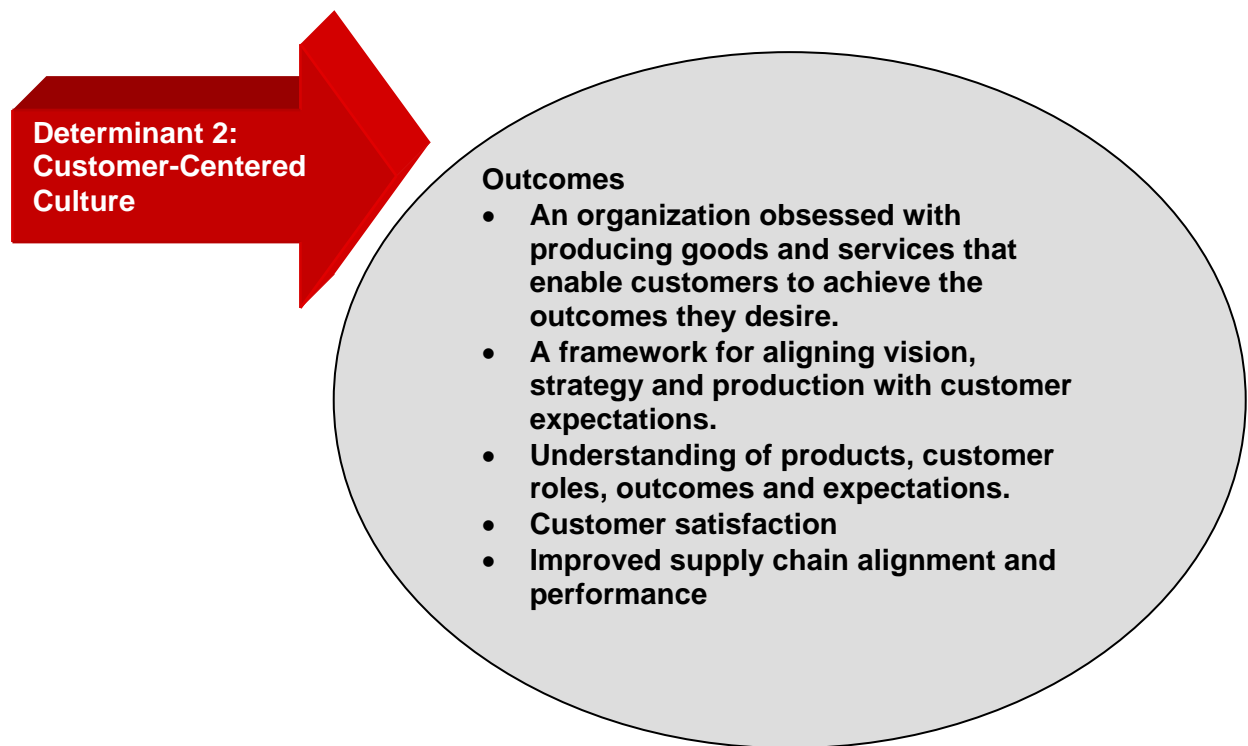 Determinant 2:
Customer-Centered
Culture
Outcomes
• An organization obsessed with
producing goods and services that
enable customers to achieve the
outcomes they desire.
• A framework for aligning vision,
strategy and production with customer
expectations.
• Understanding of products, customer
roles, outcomes and expectations.
• Customer satisfaction
• Improved supply chain alignment and
performance